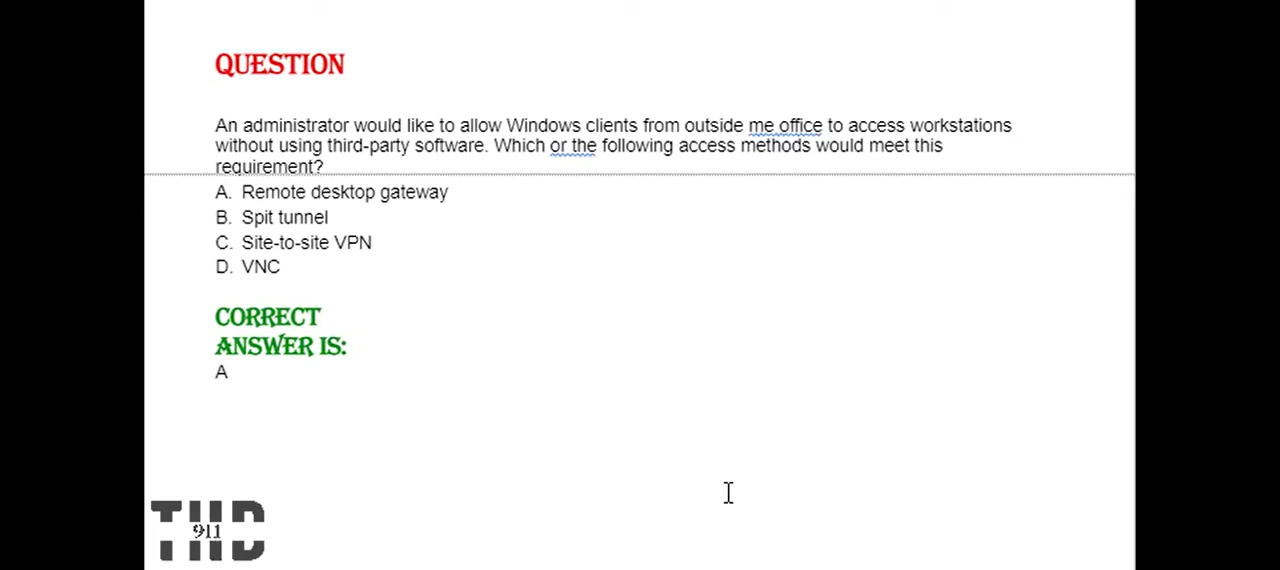 QUESTION
An administrator would like to allow Windows clients from outside me office to access workstations
without using third-party software. Which or the following access methods would meet this
requirement?
A. Remote desktop gateway
B. Spit tunnel
C. Site-to-site VPN
D. VNC
CORRECT
ANSWER IS:
A
THD
911